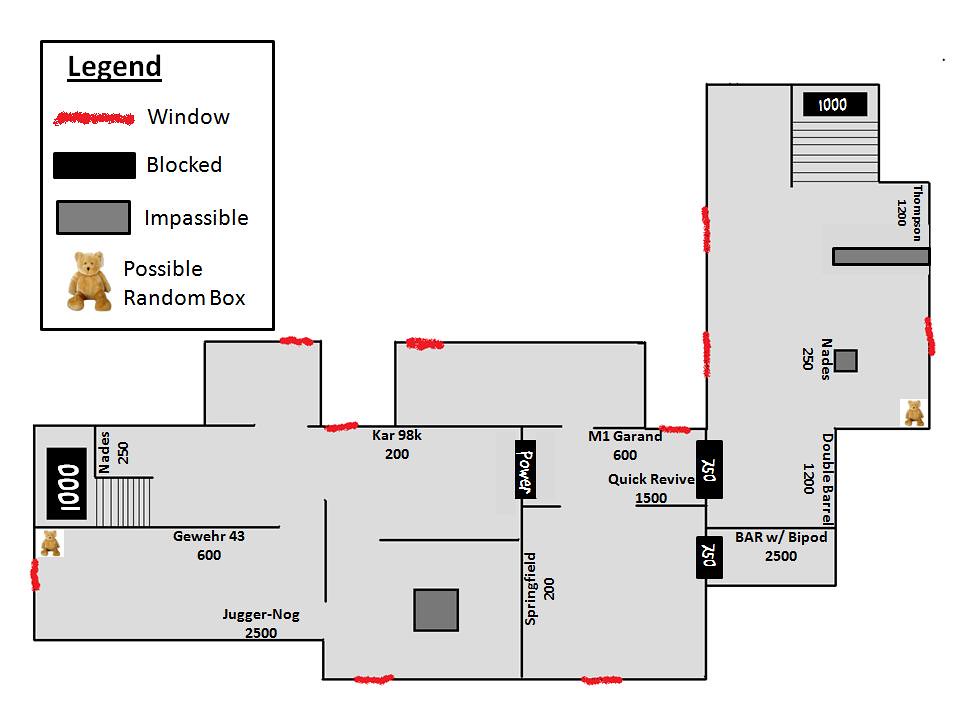 Legend
Window
Blocked
Impassible
Possible
Random Box
1000
Thompson
1200
Nades
250
Double Barrel
1200
Kar 98k
200
Power
M1 Garand
600
Quick Revive
1500
750
750
BAR w/ Bipod
2500
Nades
250
1000
Gewehr 43
600
Jugger-Nog
2500
Springfield
200